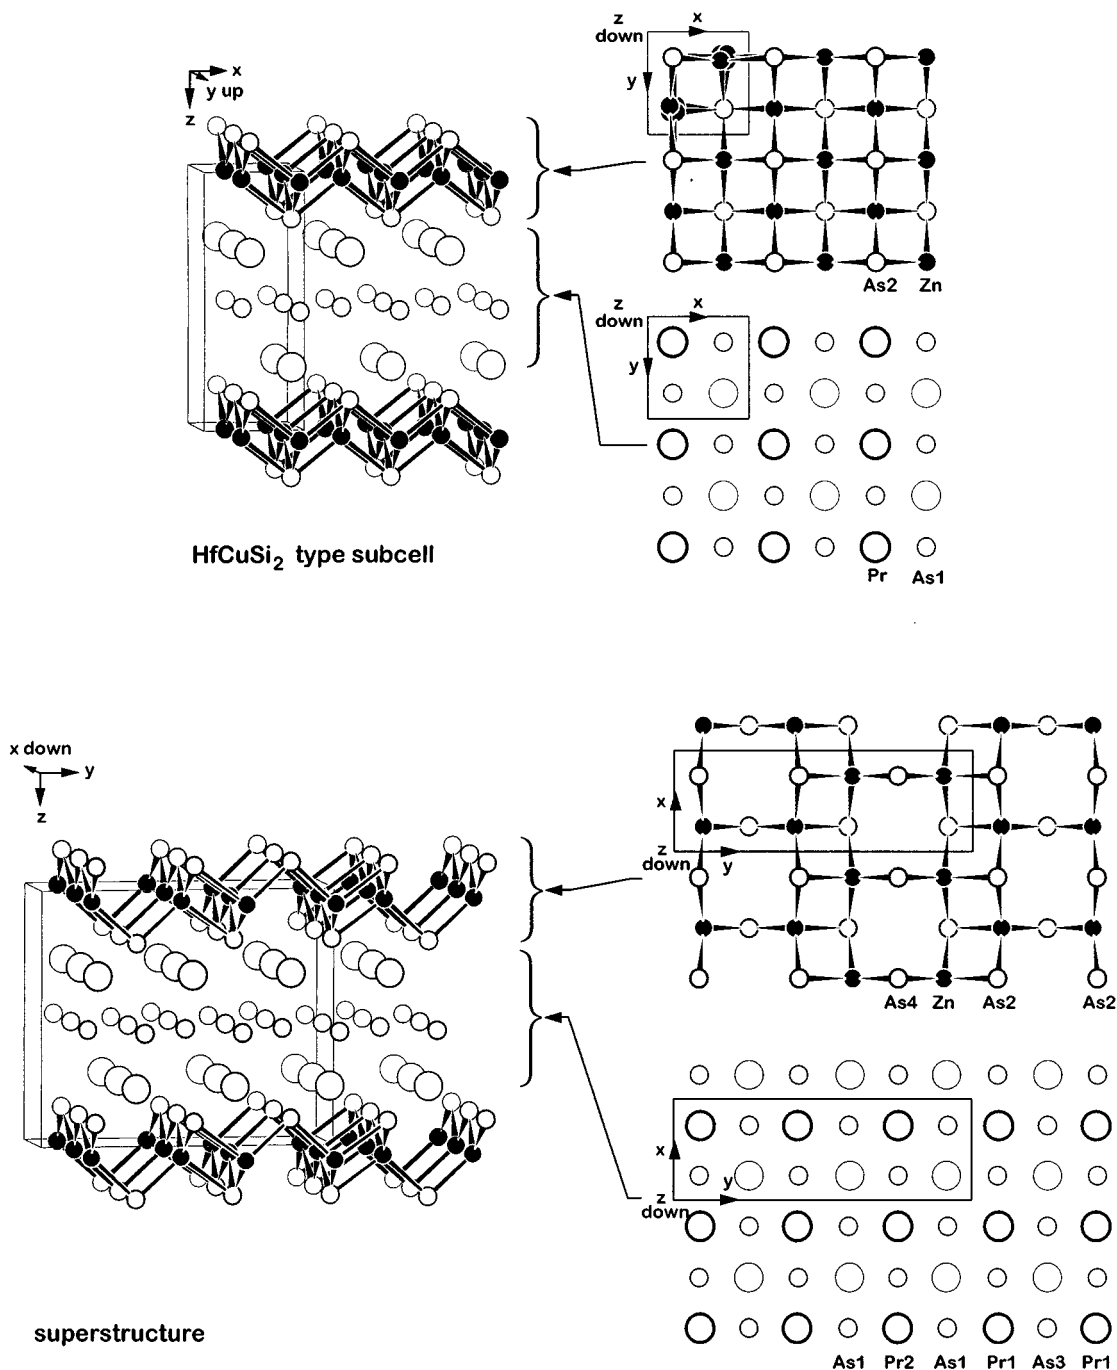 z
down
x
y
x
y up
z
As2 Zn
z
down
x
y
HfCuSi2 type subcell
Pr As1
x down
y
z
x
z
down
y
As4 Zn As2 As2
x
z
down
y
superstructure
As1 Pr2 As1 Pr1 As3 Pr1